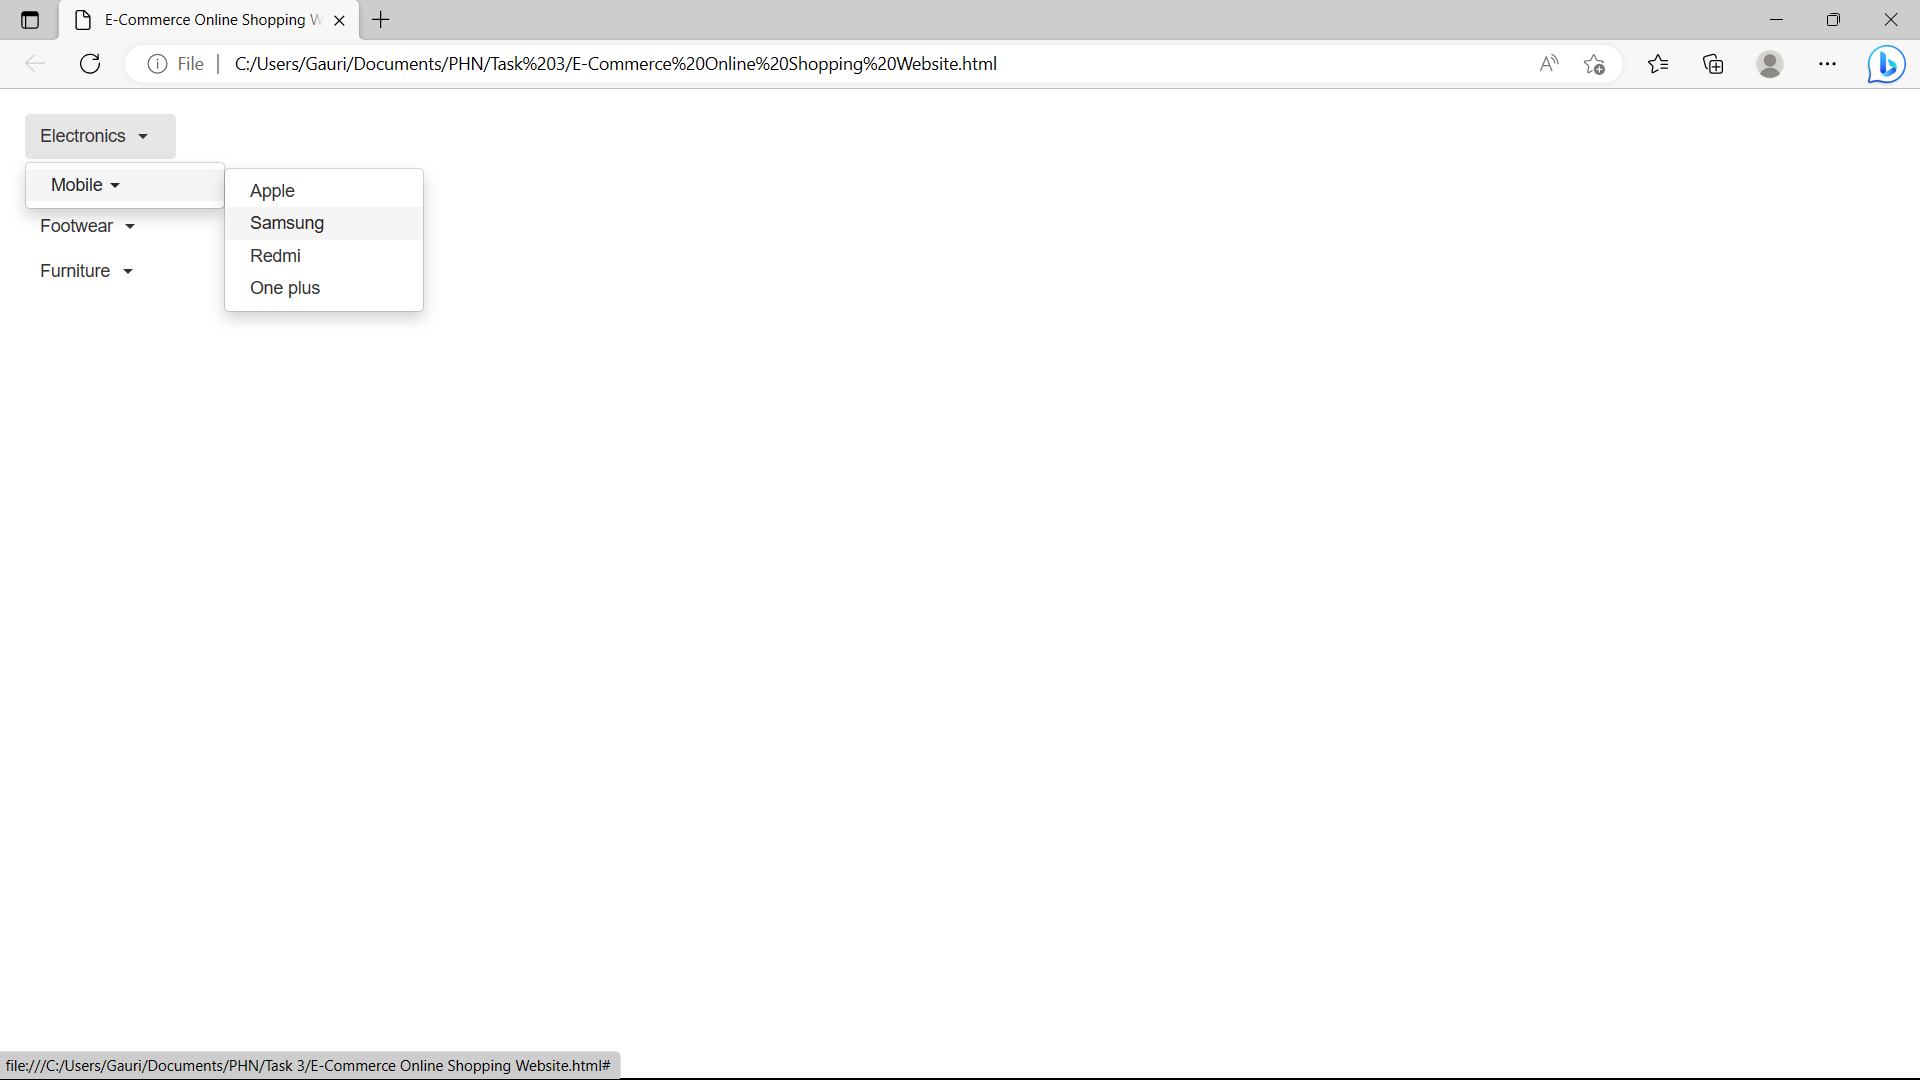 E-Commerce Online Shopping W
File
C:/Users/Gauri/Documents/PHN/Task%203/E-Commerce%20Online%20Shopping%20Website.html
Electronics
Mobile
Apple
Samsung
Footwear
Redmi
Furniture
One plus
file:///C:/Users/Gauri/Documents/PHN/Task 3/E-Commerce Online Shopping Website.html#